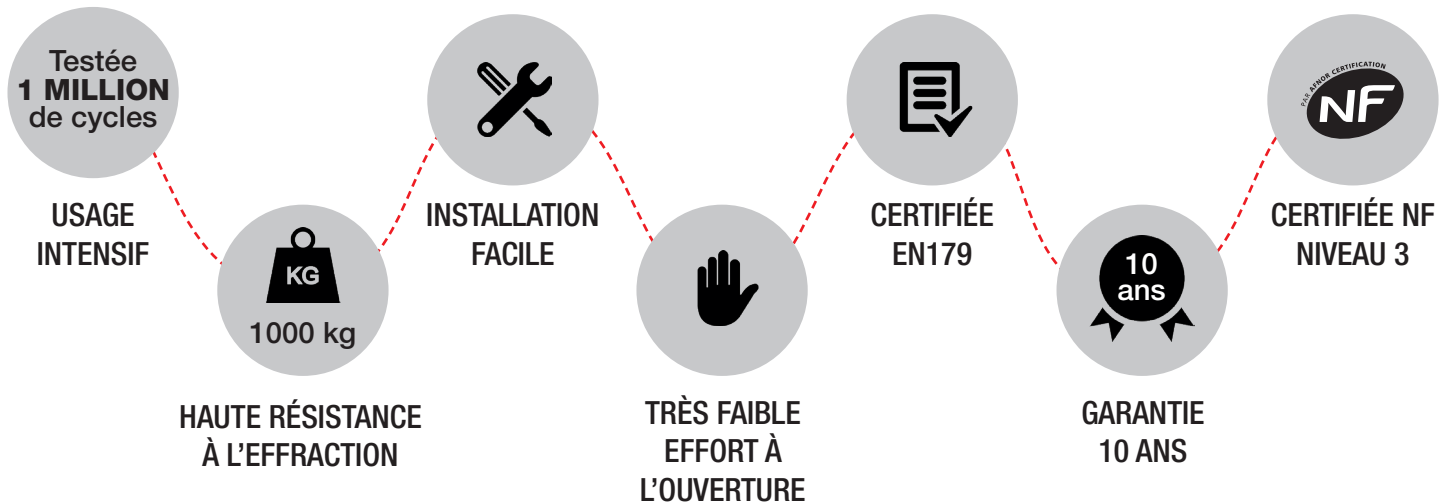 Testée
1 MILLION
de cycles
USAGE
INTENSIF
KG
1000 kg
HAUTE RÉSISTANCE
À L'EFFRACTION
INSTALLATION
FACILE
TRÈS FAIBLE
EFFORT À
L'OUVERTURE
CERTIFIÉE
EN179
10
ans
GARANTIE
10 ANS
PAR AFNOR CERTIFICATION
NF
CERTIFIÉE NF
NIVEAU 3